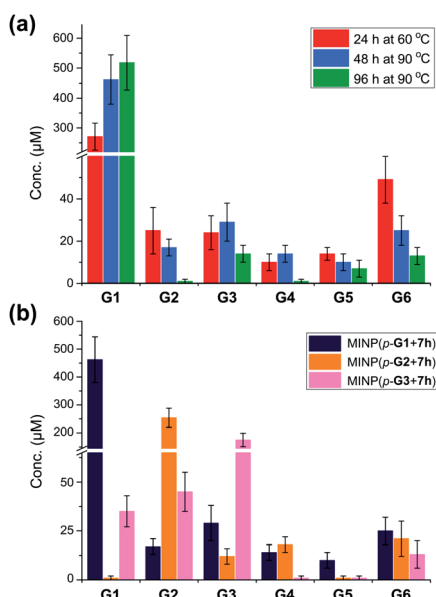 (a)
600
500
400
300
40
20
0
Conc. (μM)
24 h at 60 °C
48 h at 90 °C
96 h at 90 °C
G1 G2 G3 G4 G5 G6
(b)
500
400
300
200
50
25
0
Conc. (μM)
MINP(p-G1+7h)
MINP(p-G2+7h)
MINP(p-G3+7h)
G1 G2 G3 G4 G5 G6